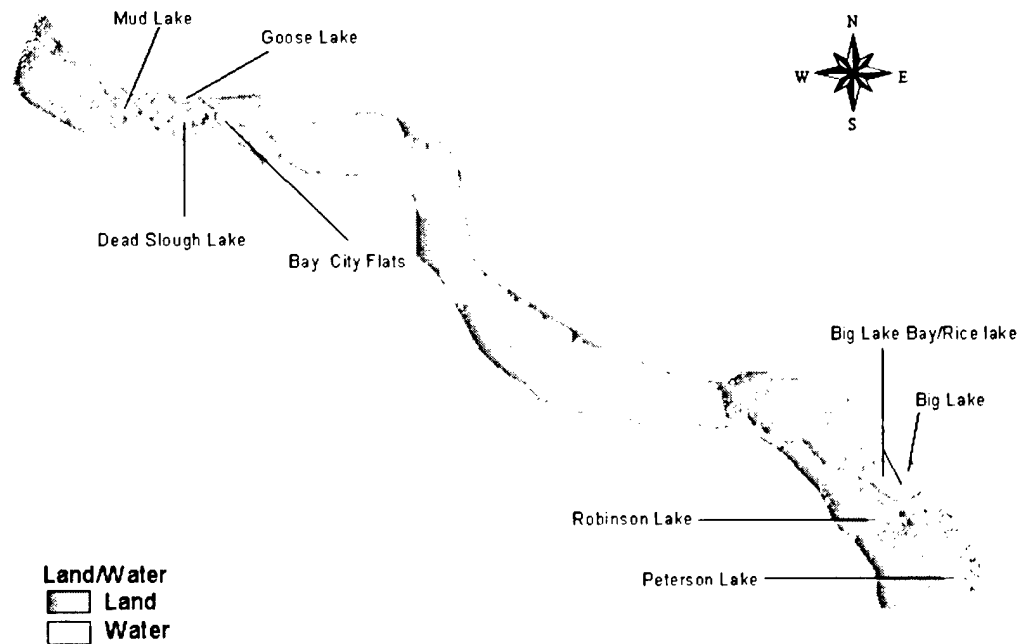 Mud Lake
Goose Lake
N
W E
S
Dead Slough Lake
Bay City Flats
Big Lake Bay/Rice lake
Big Lake
Robinson Lake
Peterson Lake
Land/Water
Land
Water